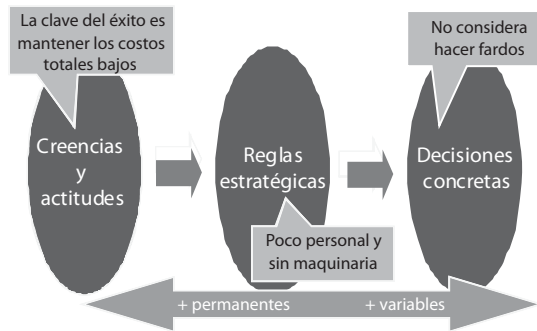 La clave del éxito es
mantener los costos
totales bajos
No considera
hacer fardos
Creencias
y
actitudes
Reglas
estratégicas
Decisiones
concretas
Poco personal y
sin maquinaria
+ permanentes
+ variables